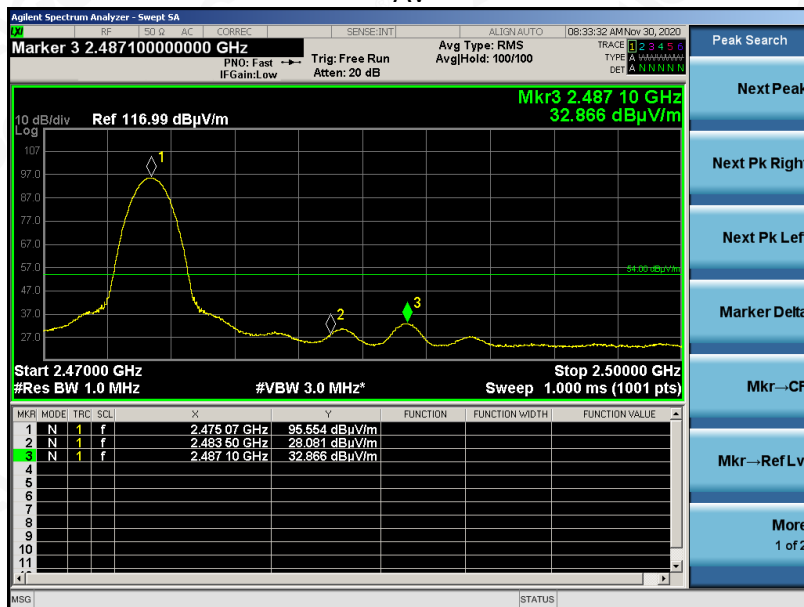 Agilent Spectrum Analyzer - Swept SA
RF 50 Ω AC CORREC SENSE:INT ALIGN AUTO 08:33:32 AM Nov 30, 2020
Marker 3 2.487100000000 GHz
PNO: Fast
IFGain:Low
Trig: Free Run
Atten: 20 dB
Avg Type: RMS
Avg|Hold: 100/100
TRACE 1 2 3 4 5 6
TYPE A WWWWW
DET A N N N N N
Mkr3 2.487 10 GHz
32.866 dBµV/m
10 dB/div Ref 116.99 dBµV/m
Log
107
97.0
87.0
77.0
67.0
57.0
47.0
37.0
27.0
1
2
3
54.00 dBµV/m
Start 2.47000 GHz Stop 2.50000 GHz
#Res BW 1.0 MHz #VBW 3.0 MHz* Sweep 1.000 ms (1001 pts)
MKR MODE TRC SCL X Y FUNCTION FUNCTION WIDTH FUNCTION VALUE
1 N 1 f 2.475 07 GHz 95.554 dBµV/m
2 N 1 f 2.483 50 GHz 28.081 dBµV/m
3 N 1 f 2.487 10 GHz 32.866 dBµV/m
4
5
6
7
8
9
10
11
MSG STATUS
Peak Search
Next Peak
Next Pk Right
Next Pk Left
Marker Delta
Mkr→CF
Mkr→Ref Lv
More
1 of 2